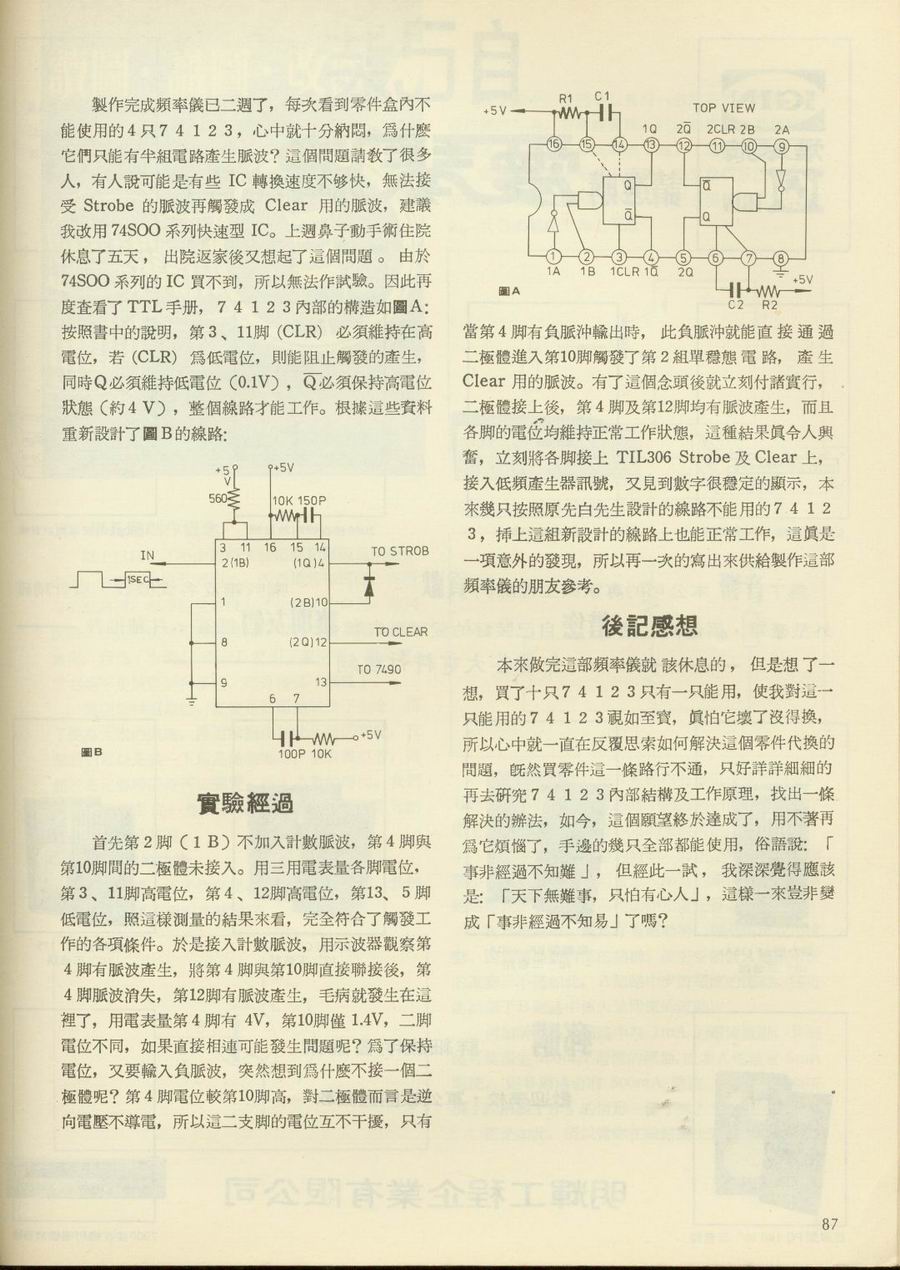 製作完成頻率儀已二週了，每次看到零件盒內不
能使用的4只74123，心中就十分納悶，爲什麽
它們只能有半組電路產生脈波？這個問題請教了很多
人，有人說可能是有些 IC 轉換速度不够快，無法接
受 Strobe 的脈波再觸發成 Clear 用的脈波，建議
我改用74SOO系列快速型 IC。上週鼻子動手術住院
休息了五天， 出院返家後又想起了這個問題 。 由於
74SOO 系列的 IC 買不到，所以無法作試驗。因此再
度查看了TTL手册，74123內部的構造如圖A：
按照書中的說明，第3、11脚 (CLR) 必須維持在高
電位，若 (CLR) 爲低電位，則能阻止觸發的產生，
同時Q必須維持低電位（0.1V），Q̅必須保持高電位
狀態（約4V），整個線路才能工作。根據這些資料
重新設計了圖B的線路：
+5V
+5V
560
10K 150P
3 11 16 15 14
IN
2(1B) (1Q)4
TO STROB
1SEC
1 (2B)10
8 (2Q)12
TO CLEAR
9 13
TO 7490
6 7
+5V
100P 10K
圖B
實驗經過
首先第2脚（1B）不加入計數脈波，第4脚與
第10脚間的二極體未接入。用三用電表量各脚電位，
第3、11脚高電位，第4、12脚高電位，第13、5脚
低電位，照這樣測量的結果來看，完全符合了觸發工
作的各項條件。於是接入計數脈波，用示波器觀察第
4脚有脈波產生，將第4脚與第10脚直接聯接後，第
4脚脈波消失，第12脚有脈波產生，毛病就發生在這
裡了，用電表量第4脚有 4V，第10脚僅 1.4V，二脚
電位不同，如果直接相連可能發生問題呢？爲了保持
電位，又要輸入負脈波，突然想到爲什麽不接一個二
極體呢？第4脚電位較第10脚高，對二極體而言是逆
向電壓不導電，所以這二支脚的電位互不干擾，只有
R1 C1
+5V
TOP VIEW
1Q 2Q̅ 2CLR 2B 2A
16 15 14 13 12 11 10 9
Q Q̅
Q̅ Q
1 2 3 4 5 6 7 8
1A 1B 1CLR 1Q̅ 2Q
+5V
C2 R2
圖A
當第4脚有負脈沖輸出時， 此負脈沖就能直接通過
二極體進入第10脚觸發了第2組單穩態電路， 產生
Clear 用的脈波。有了這個念頭後就立刻付諸實行，
二極體接上後，第4脚及第12脚均有脈波產生，而且
各脚的電位均維持正常工作狀態，這種結果眞令人興
奮，立刻將各脚接上 TIL306 Strobe 及 Clear 上，
接入低頻產生器訊號，又見到數字很穩定的顯示，本
來幾只按照原先白先生設計的線路不能用的7412
3，揷上這組新設計的線路上也能正常工作，這眞是
一項意外的發現，所以再一次的寫出來供給製作這部
頻率儀的朋友參考。
後記感想
本來做完這部頻率儀就該休息的， 但是想了一
想，買了十只74123只有一只能用，使我對這一
只能用的74123視如至寶，眞怕它壞了沒得換，
所以心中就一直在反覆思索如何解決這個零件代換的
問題，旣然買零件這一條路行不通，只好詳詳細細的
再去研究74123內部結構及工作原理，找出一條
解決的辦法，如今，這個願望終於達成了，用不著再
爲它煩惱了，手邊的幾只全部都能使用，俗語說：「
事非經過不知難」， 但經此一試， 我深深覺得應該
是：「天下無難事，只怕有心人」，這樣一來豈非變
成「事非經過不知易」了嗎？
87